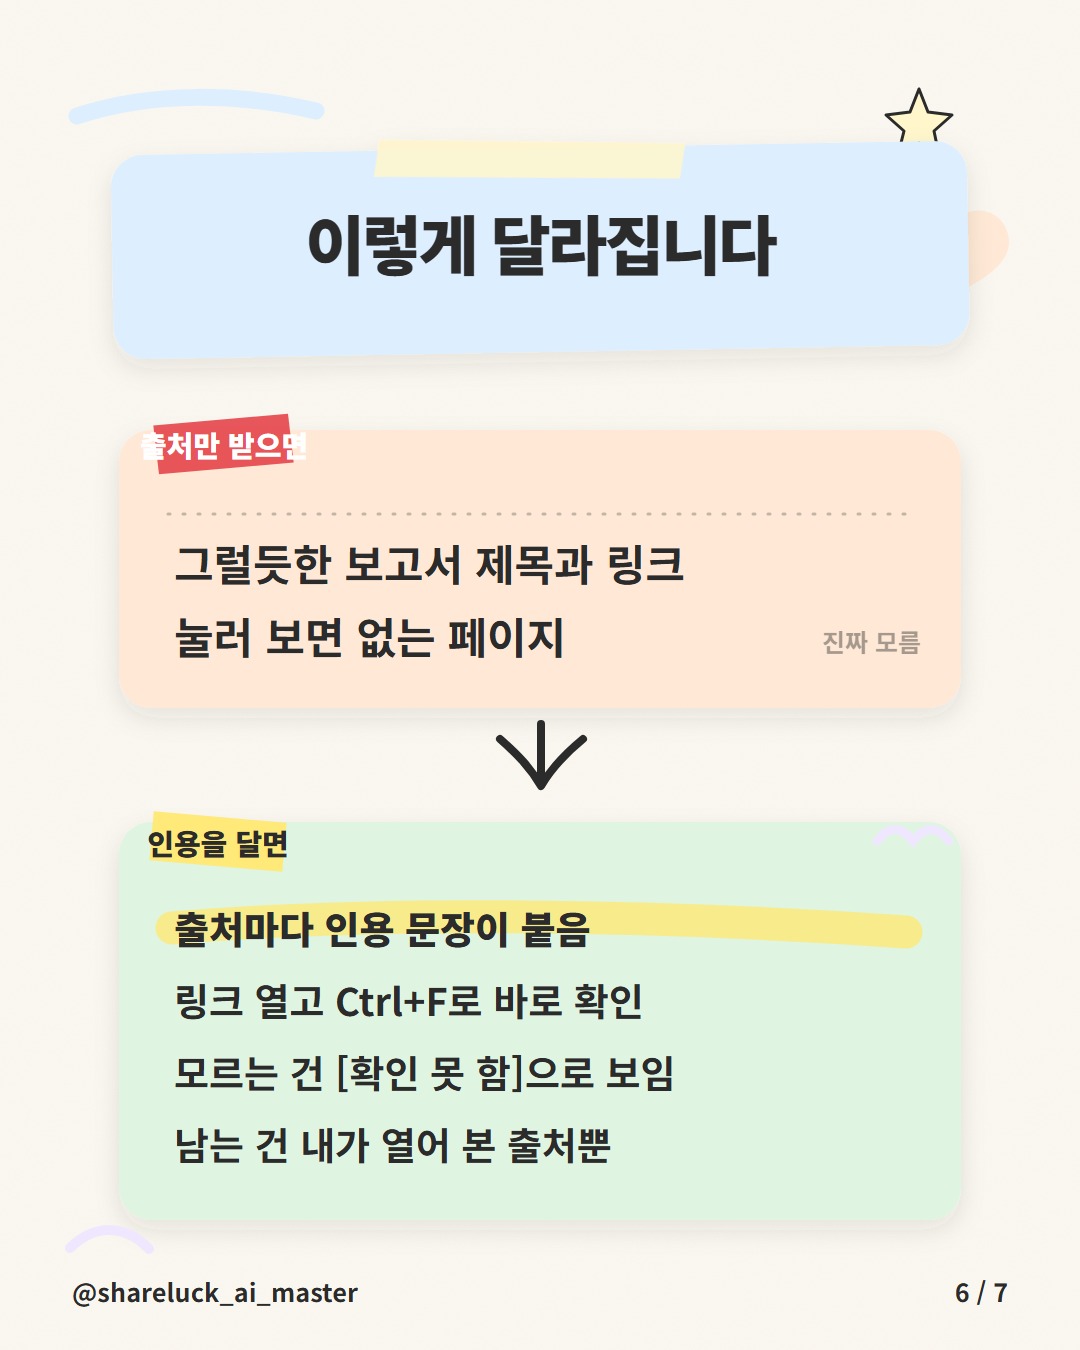 이렇게 달라집니다
출처만 받으면
그럴듯한 보고서 제목과 링크
눌러 보면 없는 페이지
진짜 모름
인용을 달면
출처마다 인용 문장이 붙음
링크 열고 Ctrl+F로 바로 확인
모르는 건 [확인 못 함]으로 보임
남는 건 내가 열어 본 출처뿐
@shareluck_ai_master
6 / 7